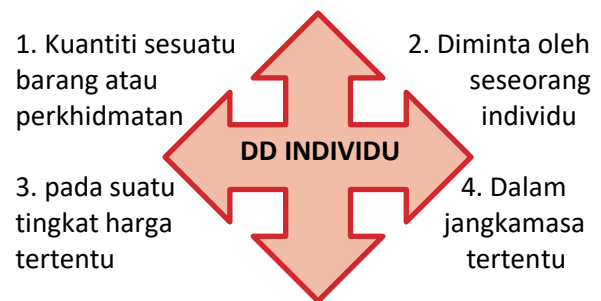 1. Kuantiti sesuatu
barang atau
perkhidmatan
2. Diminta oleh
seseorang
individu
DD INDIVIDU
3. pada suatu
tingkat harga
tertentu
4. Dalam
jangkamasa
tertentu